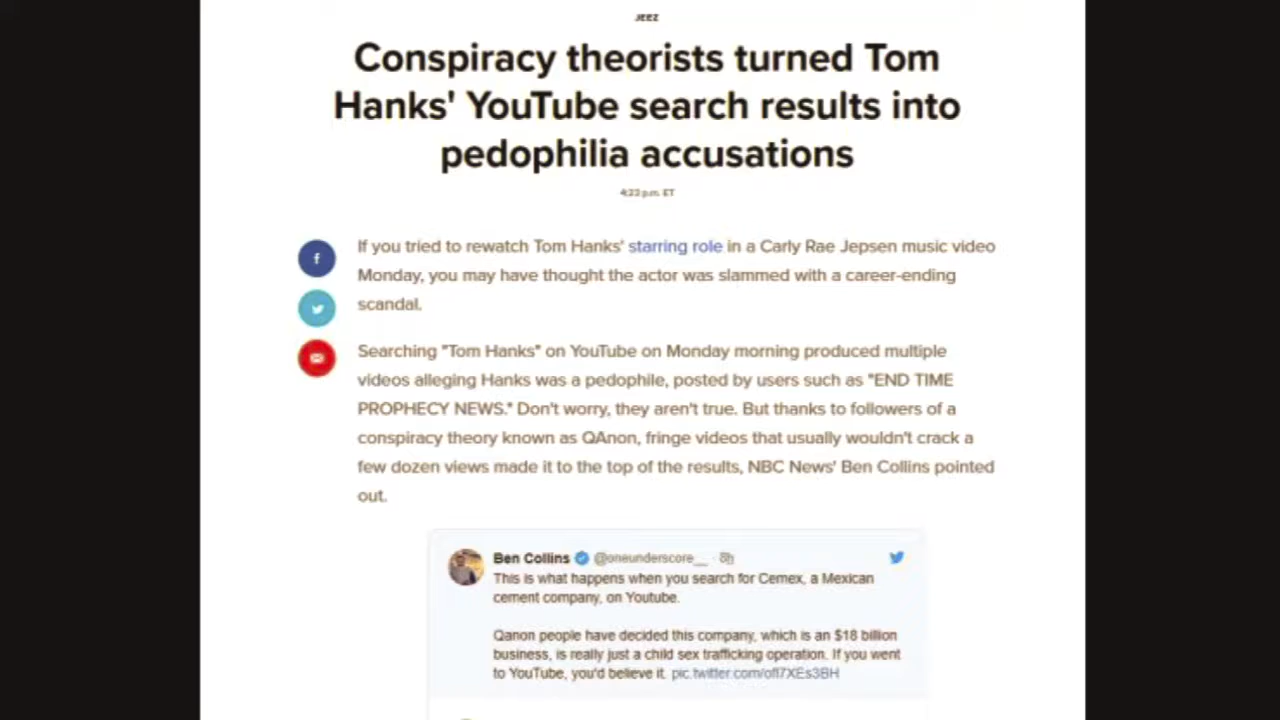 JEEZ
Conspiracy theorists turned Tom
Hanks' YouTube search results into
pedophilia accusations
4:22 p.m. ET
If you tried to rewatch Tom Hanks' starring role in a Carly Rae Jepsen music video
Monday, you may have thought the actor was slammed with a career-ending
scandal.
Searching "Tom Hanks" on YouTube on Monday morning produced multiple
videos alleging Hanks was a pedophile, posted by users such as "END TIME
PROPHECY NEWS." Don't worry, they aren't true. But thanks to followers of a
conspiracy theory known as QAnon, fringe videos that usually wouldn't crack a
few dozen views made it to the top of the results, NBC News' Ben Collins pointed
out.
Ben Collins @oneunderscore__ ·
This is what happens when you search for Cemex, a Mexican
cement company, on Youtube.
Qanon people have decided this company, which is an $18 billion
business, is really just a child sex trafficking operation. If you went
to YouTube, you'd believe it.